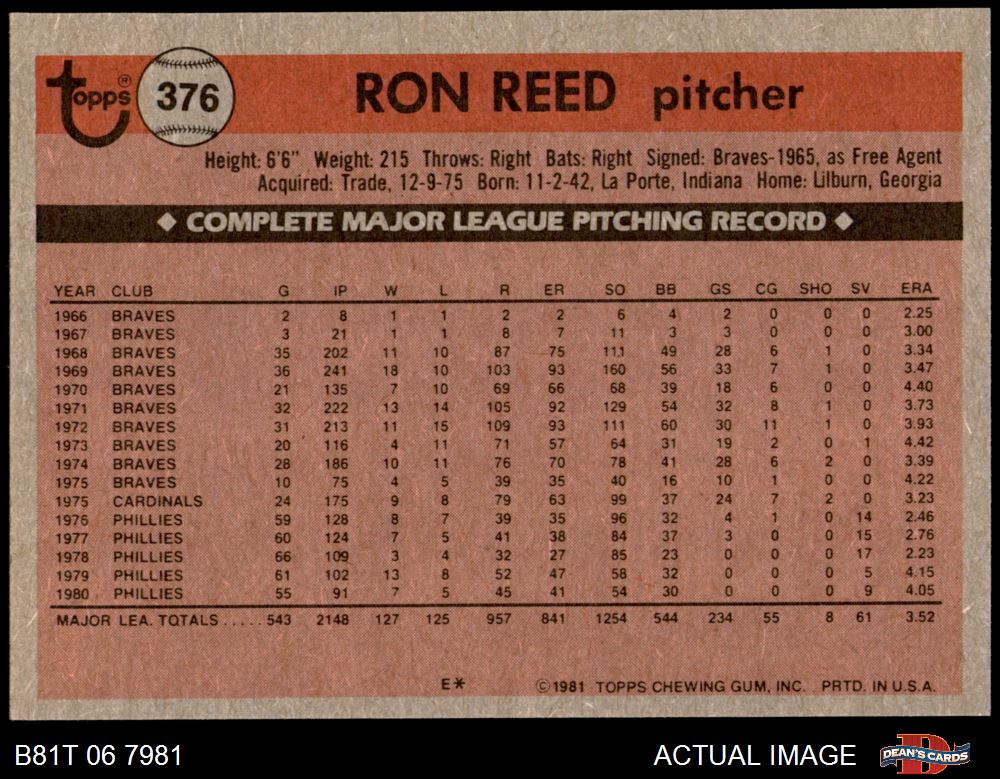 Topps® 376 RON REED pitcher
Height: 6'6" Weight: 215 Throws: Right Bats: Right Signed: Braves-1965, as Free Agent
Acquired: Trade, 12-9-75 Born: 11-2-42, La Porte, Indiana Home: Lilburn, Georgia
◆ COMPLETE MAJOR LEAGUE PITCHING RECORD ◆
YEAR CLUB G IP W L R ER SO BB GS CG SHO SV ERA
1966 BRAVES 2 8 1 1 2 2 6 4 2 0 0 0 2.25
1967 BRAVES 3 21 1 1 8 7 11 3 3 0 0 0 3.00
1968 BRAVES 35 202 11 10 87 75 111 49 28 6 1 0 3.34
1969 BRAVES 36 241 18 10 103 93 160 56 33 7 1 0 3.47
1970 BRAVES 21 135 7 10 69 66 68 39 18 6 0 0 4.40
1971 BRAVES 32 222 13 14 105 92 129 54 32 8 1 0 3.73
1972 BRAVES 31 213 11 15 109 93 111 60 30 11 1 0 3.93
1973 BRAVES 20 116 4 11 71 57 64 31 19 2 0 1 4.42
1974 BRAVES 28 186 10 11 76 70 78 41 28 6 2 0 3.39
1975 BRAVES 10 75 4 5 39 35 40 16 10 1 0 0 4.22
1975 CARDINALS 24 175 9 8 79 63 99 37 24 7 2 0 3.23
1976 PHILLIES 59 128 8 7 39 35 96 32 4 1 0 14 2.46
1977 PHILLIES 60 124 7 5 41 38 84 37 3 0 0 15 2.76
1978 PHILLIES 66 109 3 4 32 27 85 23 0 0 0 17 2.23
1979 PHILLIES 61 102 13 8 52 47 58 32 0 0 0 5 4.15
1980 PHILLIES 55 91 7 5 45 41 54 30 0 0 0 9 4.05
MAJOR LEA. TOTALS ..... 543 2148 127 125 957 841 1254 544 234 55 8 61 3.52
E* ©1981 TOPPS CHEWING GUM, INC. PRTD. IN U.S.A.
B81T 06 7981 ACTUAL IMAGE DEAN'S CARDS